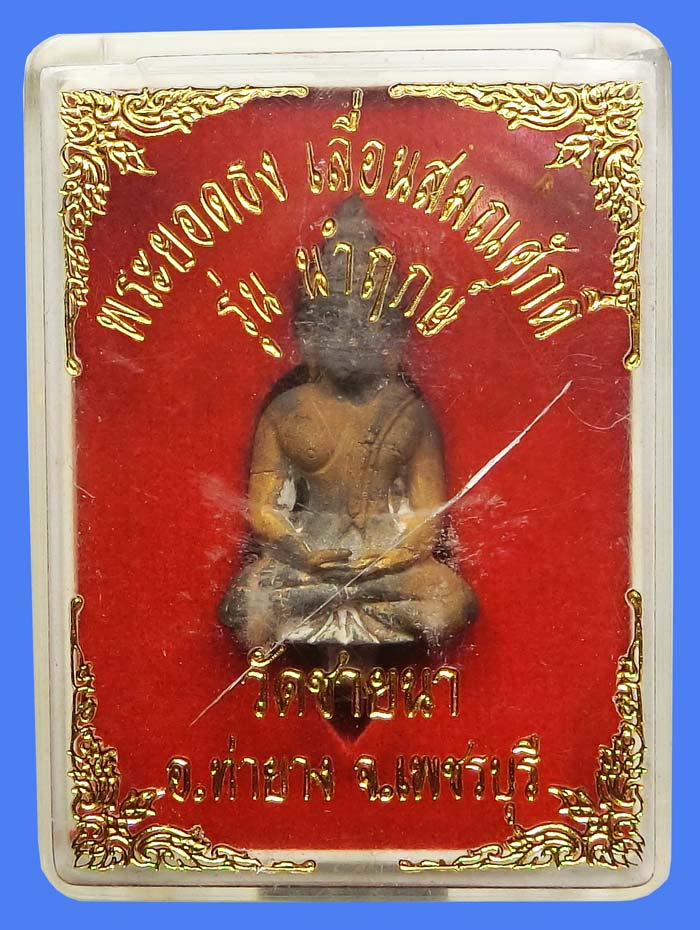 พระยอดธง เลื่อนสมณศักดิ์
รุ่น นำฤกษ์
วัดชายนา
อ.ท่ายาง จ.เพชรบุรี